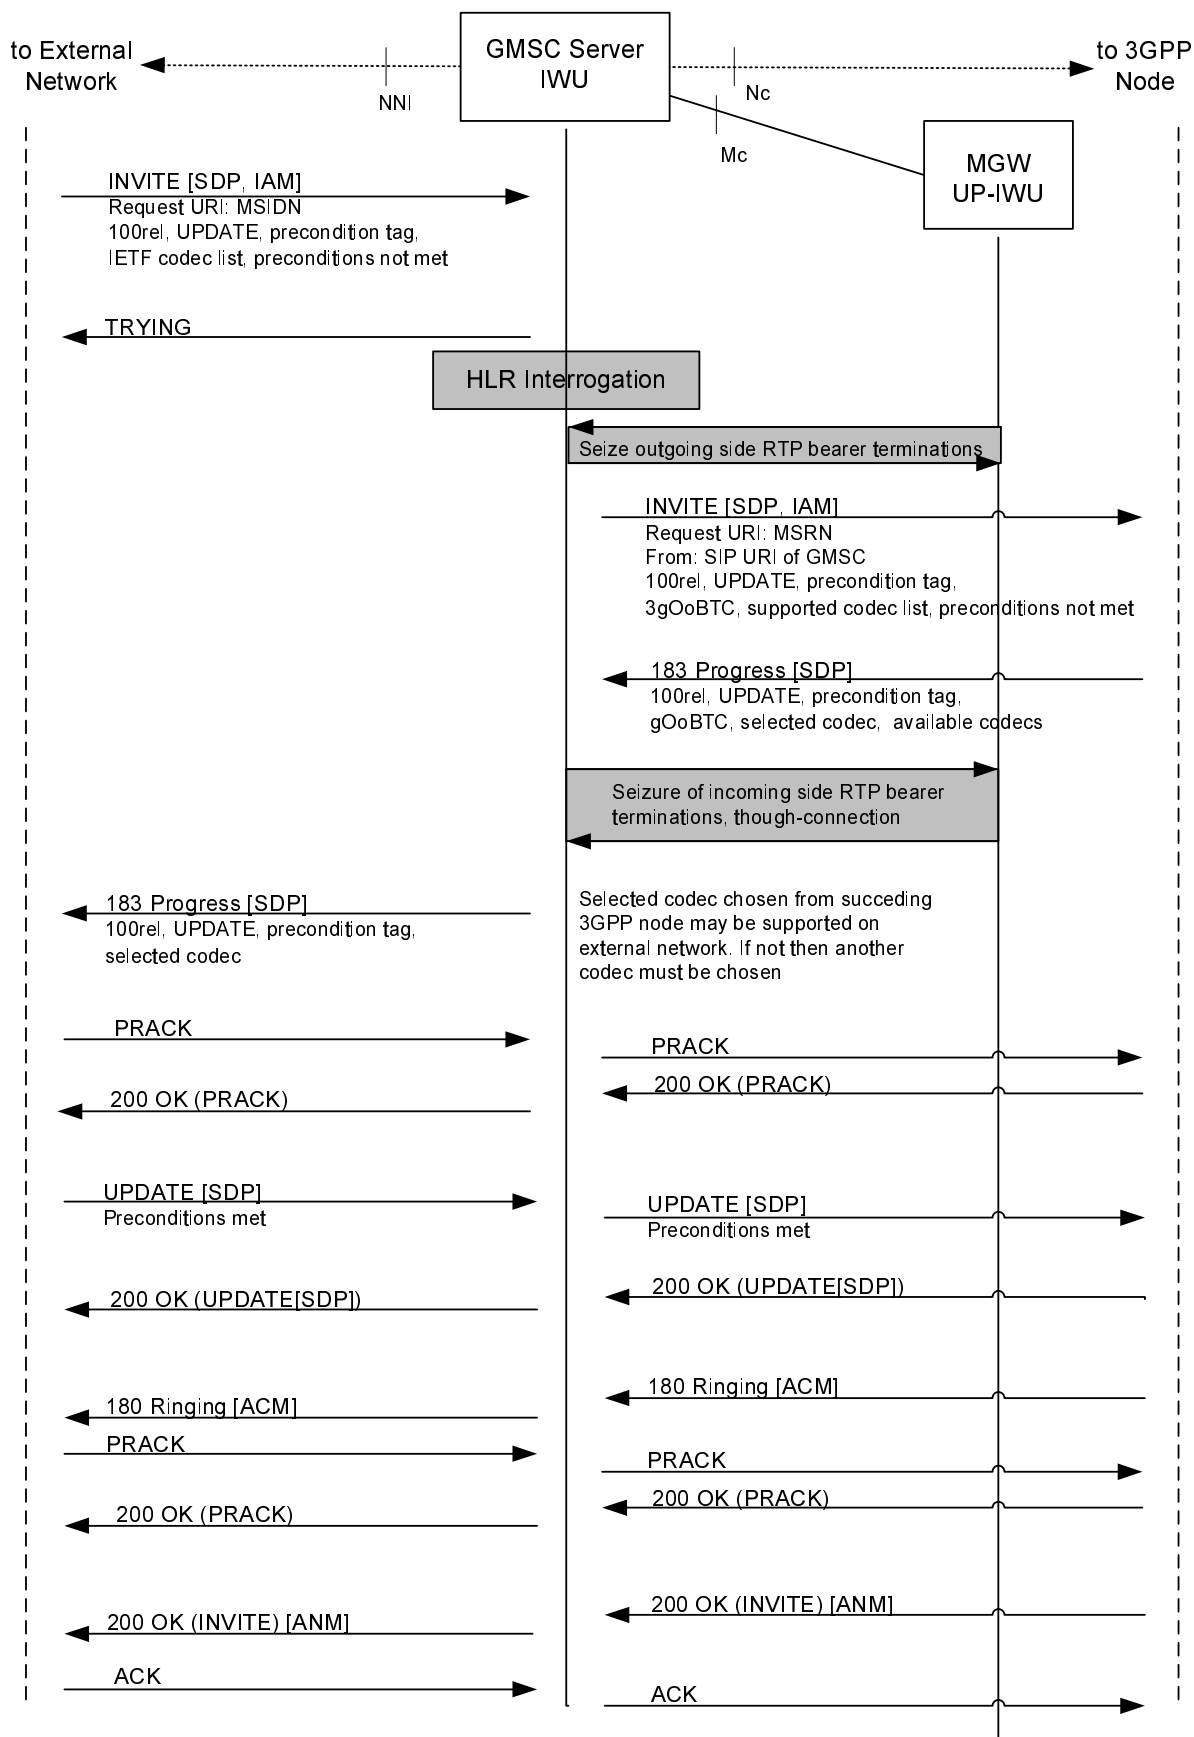 to External
Network
GMSC Server
IWU
to 3GPP
Node
NNI
Nc
Mc
MGW
UP-IWU
INVITE [SDP, IAM]
Request URI: MSIDN
100rel, UPDATE, precondition tag,
IETF codec list, preconditions not met
TRYING
HLR Interrogation
Seize outgoing side RTP bearer terminations
INVITE [SDP, IAM]
Request URI: MSRN
From: SIP URI of GMSC
100rel, UPDATE, precondition tag,
3gOoBTC, supported codec list, preconditions not met
183 Progress [SDP]
100rel, UPDATE, precondition tag,
gOoBTC, selected codec, available codecs
Seizure of incoming side RTP bearer
terminations, though-connection
183 Progress [SDP]
100rel, UPDATE, precondition tag,
selected codec
Selected codec chosen from succeding
3GPP node may be supported on
external network. If not then another
codec must be chosen
PRACK
PRACK
200 OK (PRACK)
200 OK (PRACK)
UPDATE [SDP]
Preconditions met
UPDATE [SDP]
Preconditions met
200 OK (UPDATE[SDP])
200 OK (UPDATE[SDP])
180 Ringing [ACM]
180 Ringing [ACM]
PRACK
PRACK
200 OK (PRACK)
200 OK (PRACK)
200 OK (INVITE) [ANM]
200 OK (INVITE) [ANM]
ACK
ACK